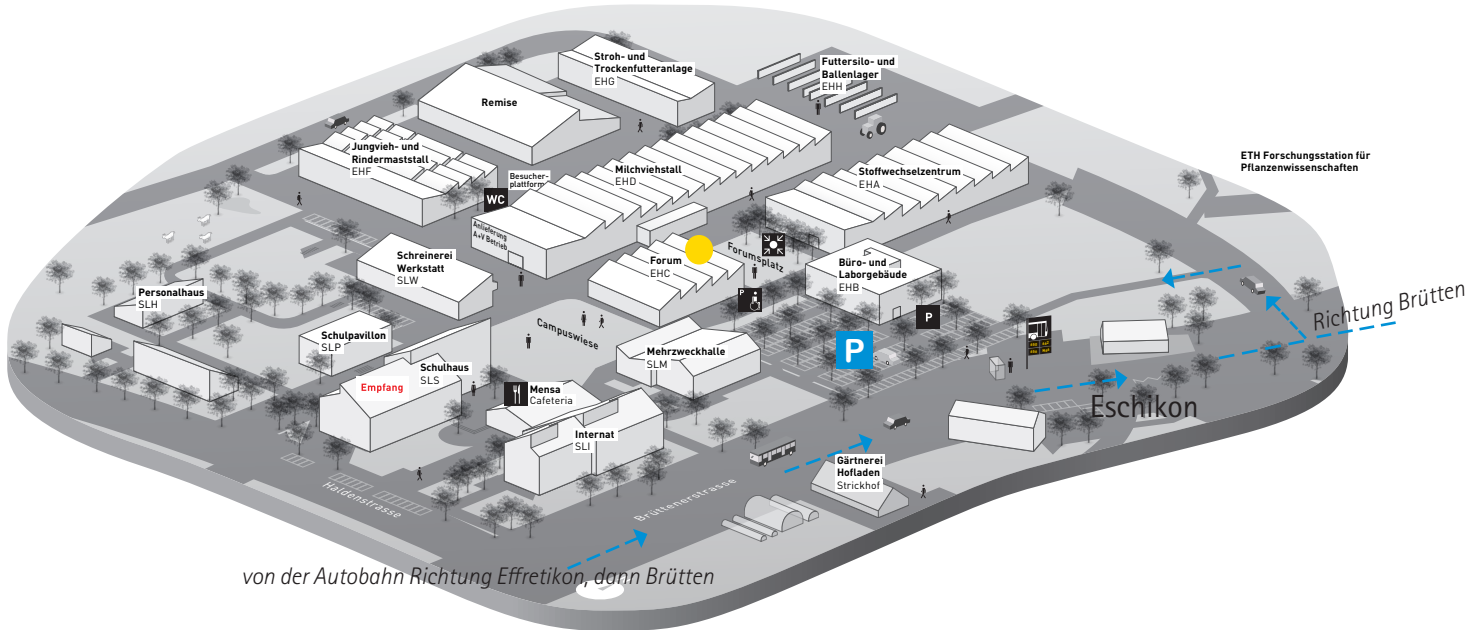 Stroh- und
Trockenfutteranlage
EHG
Futtersilo- und
Ballenlager
EHH
Remise
Jungvieh- und
Rindermaststall
EHF
Besucher-
plattform
WC
Milchviehstall
EHD
Stoffwechselzentrum
EHA
ETH Forschungsstation für
Pflanzenwissenschaften
Anlieferung
A+V Betrieb
Schreinerei
Werkstatt
SLW
Forum
EHC
Forumsplatz
Büro- und
Laborgebäude
EHB
Personalhaus
SLH
P
P
P
Richtung Brütten
Schulpavillon
SLP
Campuswiese
Mehrzweckhalle
SLM
Schulhaus
SLS
Empfang
Mensa
Cafeteria
Eschikon
Internat
SLI
Gärtnerei
Hofladen
Strickhof
Haldenstrasse
Brüttenerstrasse
von der Autobahn Richtung Effretikon, dann Brütten